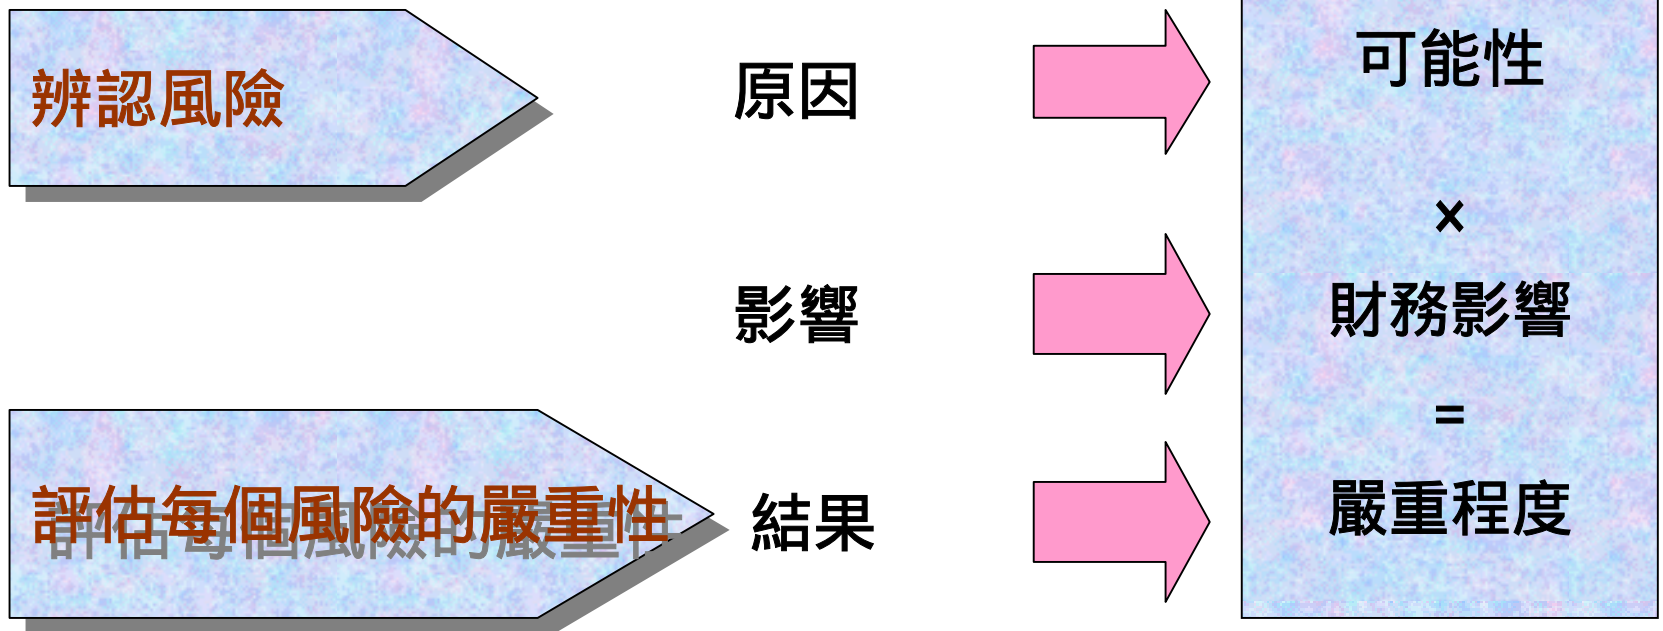 辨認風險
原因
可能性
×
影響
財務影響
=
評估每個風險的嚴重性
結果
嚴重程度